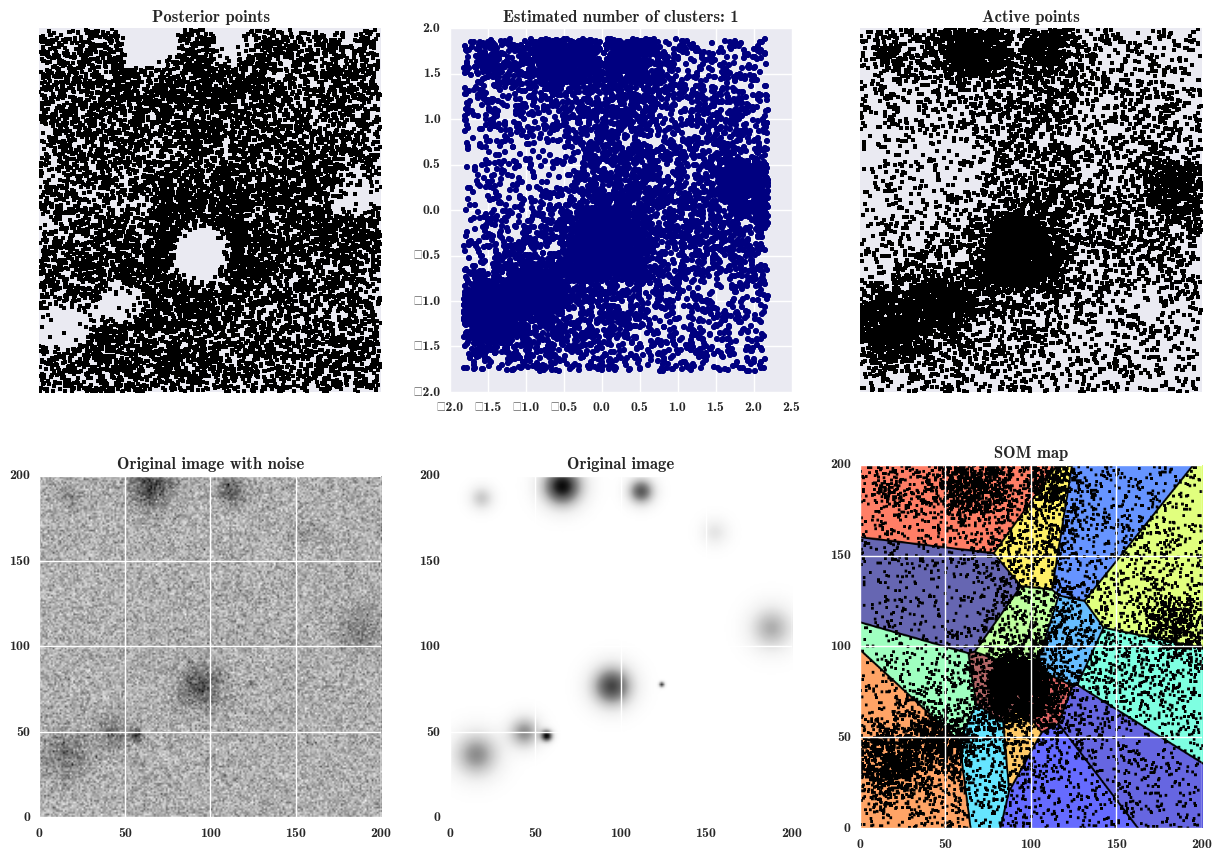 Posterior points
Estimated number of clusters: 1
Active points
2.0
1.5
1.0
0.5
0.0
□0.5
□1.0
□1.5
□2.0
□2.0 □1.5 □1.0 □0.5 0.0 0.5 1.0 1.5 2.0 2.5
Original image with noise
200
150
100
50
0
0 50 100 150 200
Original image
200
150
100
50
0
0 50 100 150 200
SOM map
200
150
100
50
0
0 50 100 150 200